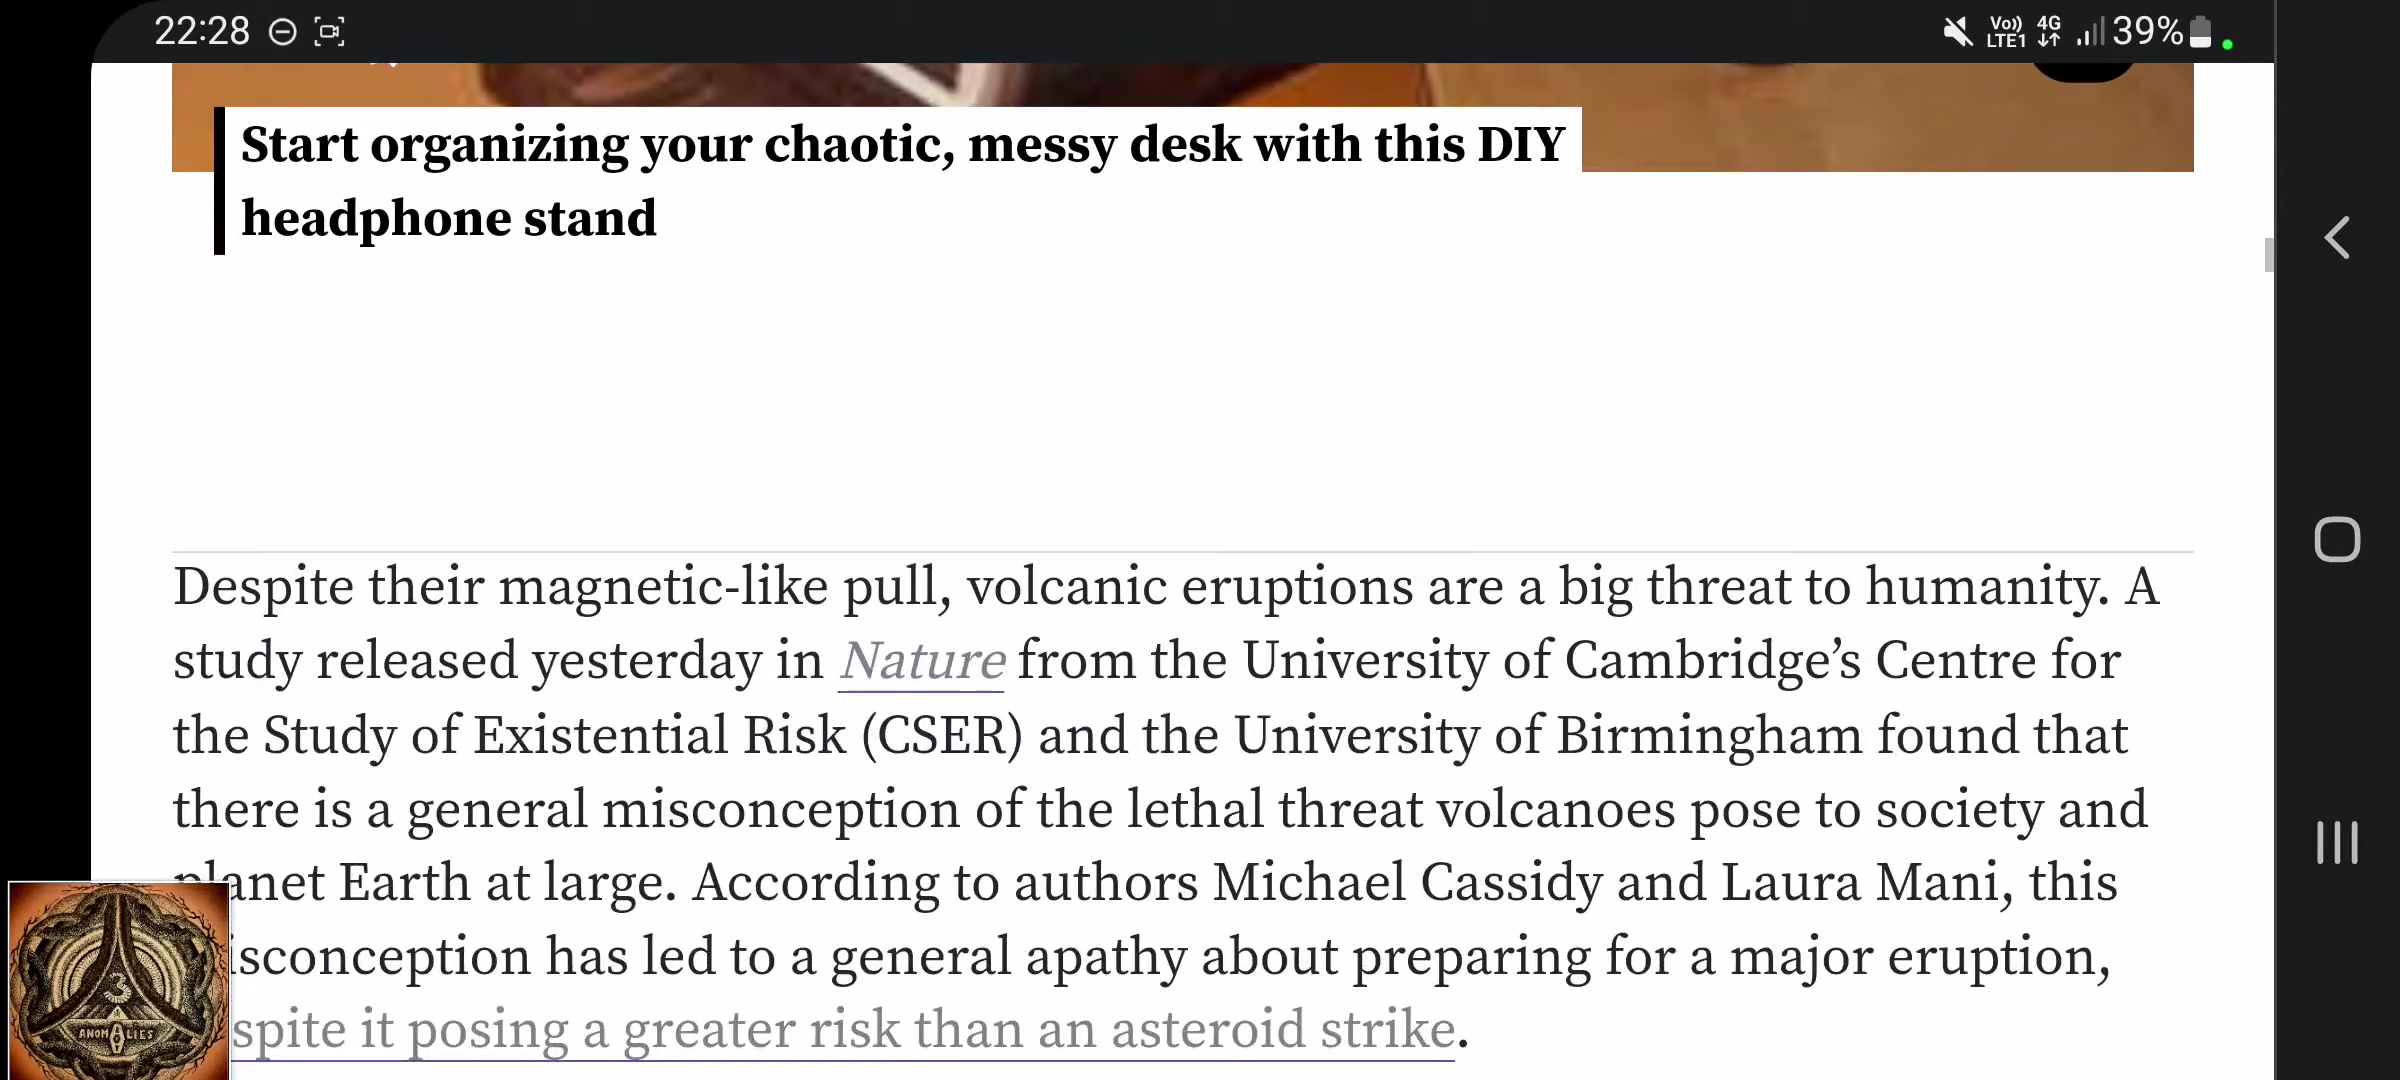 22:28
Vo)) 4G 39%
LTE1
Start organizing your chaotic, messy desk with this DIY
headphone stand
Despite their magnetic-like pull, volcanic eruptions are a big threat to humanity. A
study released yesterday in Nature from the University of Cambridge’s Centre for
the Study of Existential Risk (CSER) and the University of Birmingham found that
there is a general misconception of the lethal threat volcanoes pose to society and
planet Earth at large. According to authors Michael Cassidy and Laura Mani, this
isconception has led to a general apathy about preparing for a major eruption,
spite it posing a greater risk than an asteroid strike.
ANOMALIES